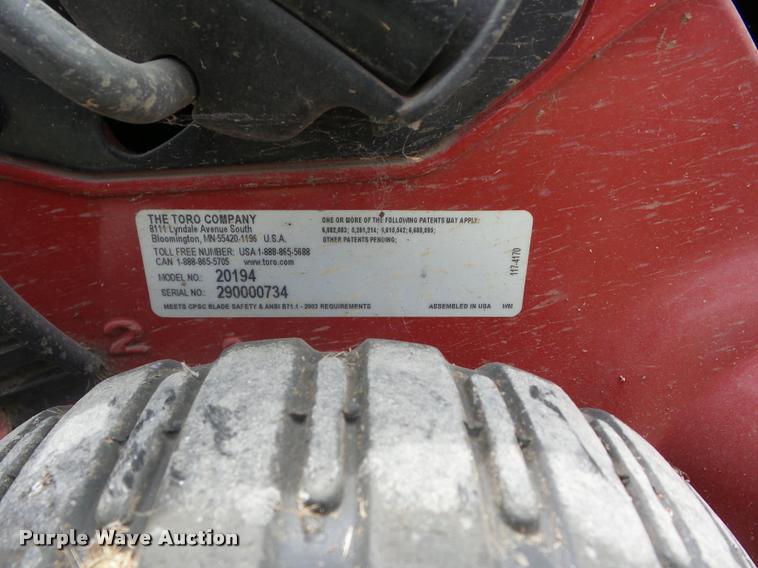 THE TORO COMPANY
8111 Lyndale Avenue South
Bloomington, MN 55420-1196 U.S.A.
TOLL FREE NUMBER: USA 1-888-865-5688
CAN 1-888-865-5705 www.toro.com
MODEL NO.: 20194
SERIAL NO.: 290000734
MEETS CPSC BLADE SAFETY & ANSI B71.1 - 2003 REQUIREMENTS
ONE OR MORE OF THE FOLLOWING PATENTS MAY APPLY:
OTHER PATENTS PENDING;
ASSEMBLED IN USA WM
117-4170
2
Purple Wave Auction